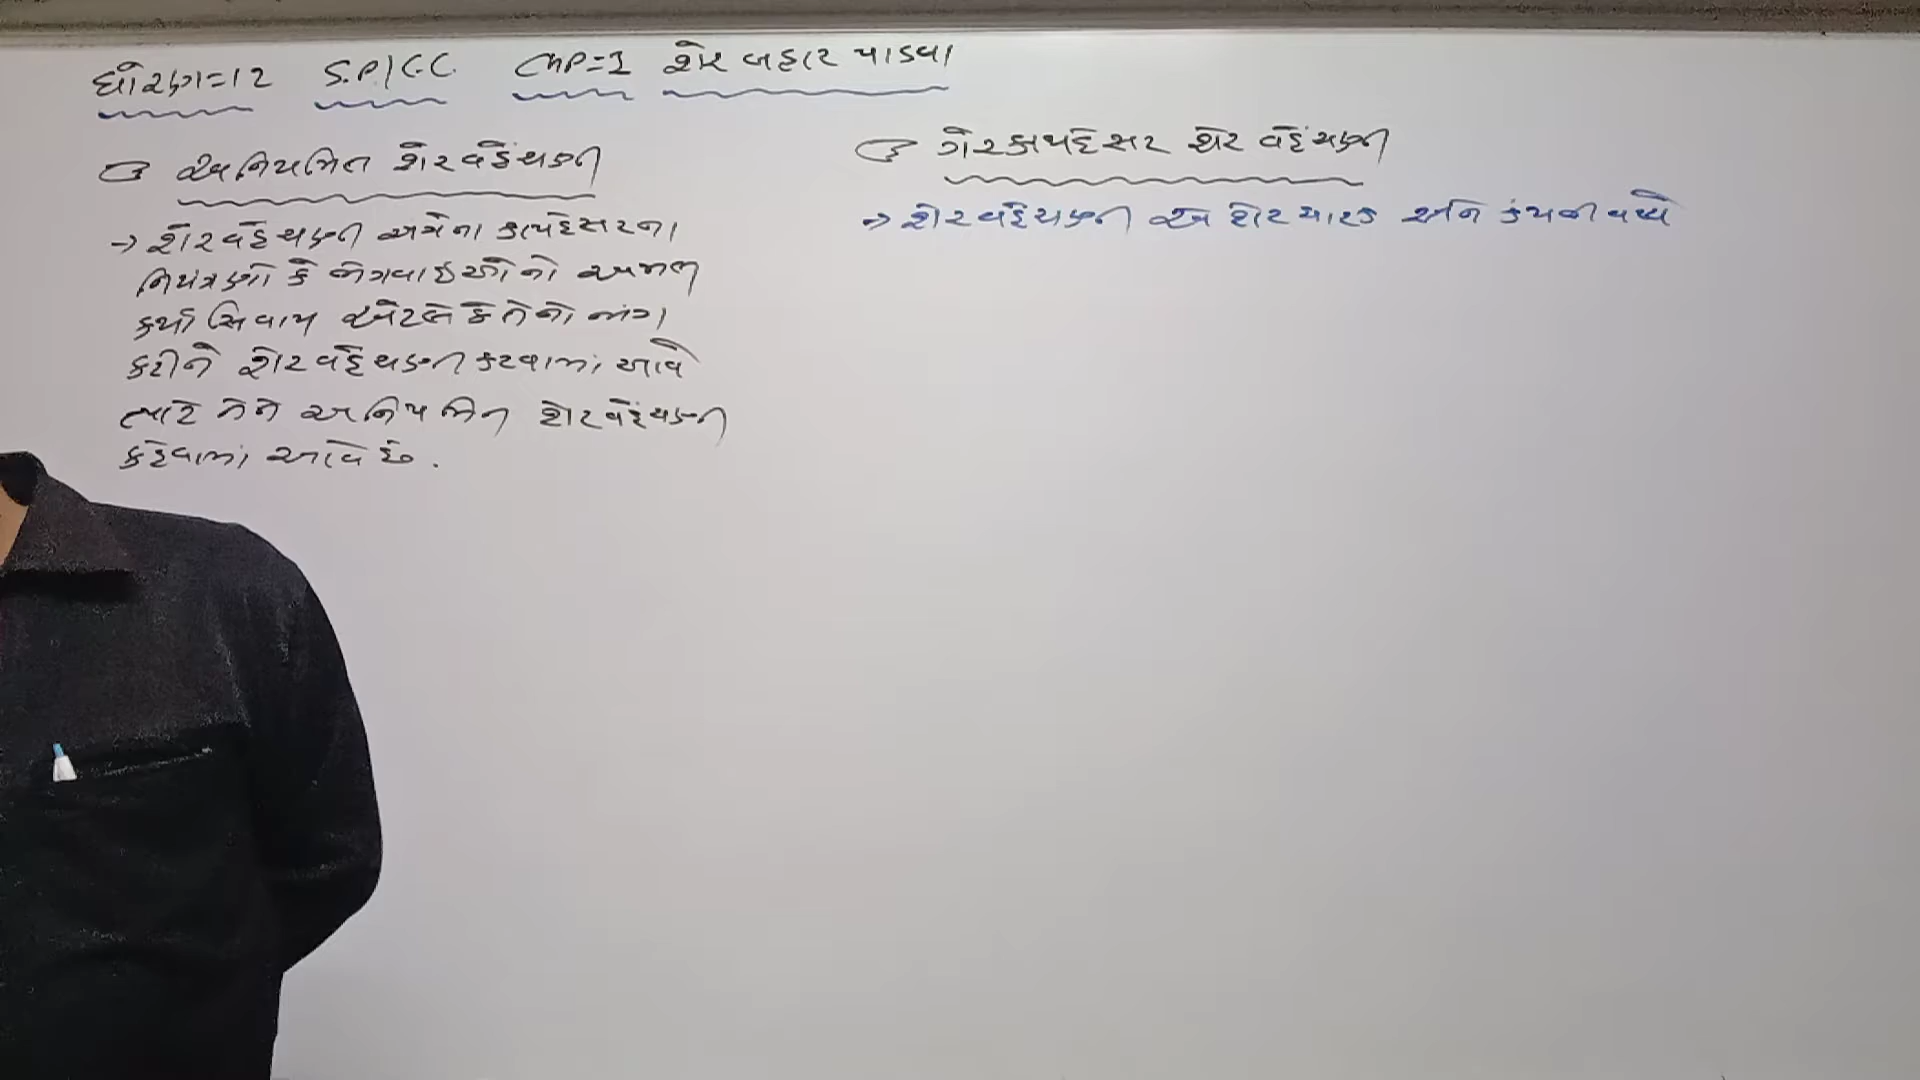 ધોરણ=12 S.P/C.C. CHP=1 શેર બહાર પાડવા
અનિયમિત શેરવહેંચણી
→ શેરવહેંચણી અંગેના કાયદેસરના
નિયંત્રણો કે જોગવાઇઓનો અમલ
કર્યા સિવાય એટલે કે તેનો ભંગ
કરીને શેરવહેંચણી કરવામાં આવે
ત્યારે તેને અનિયમિત શેરવહેંચણી
કહેવામાં આવે છે.
ગેરકાયદેસર શેર વહેંચણી
→ શેરવહેંચણી એ શેરધારક અને કંપની વચ્ચે